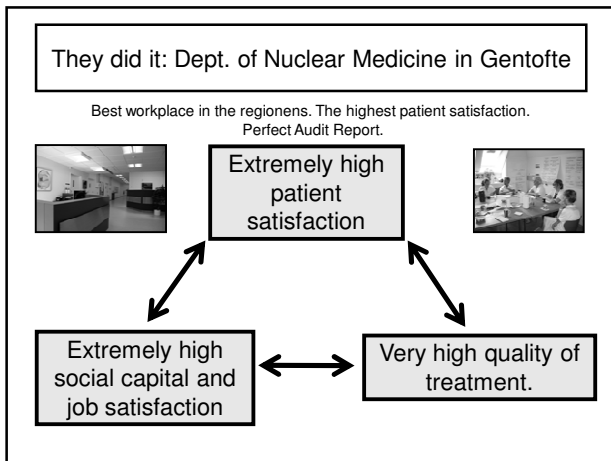 They did it: Dept. of Nuclear Medicine in Gentofte
Best workplace in the regionens. The highest patient satisfaction.
Perfect Audit Report.
Extremely high
patient
satisfaction
Extremely high
social capital and
job satisfaction
Very high quality of
treatment.